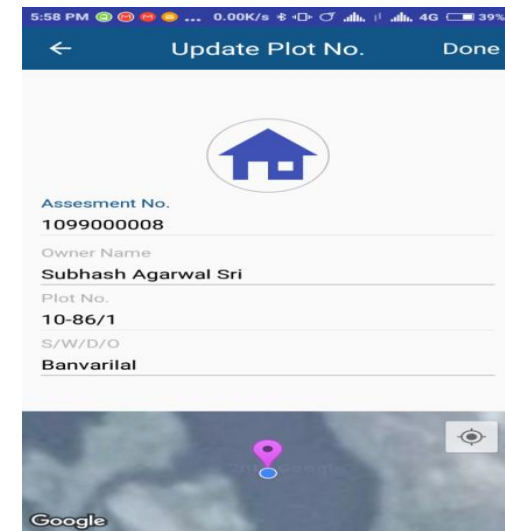 5:58 PM ... 0.00K/s 4G 39%
Update Plot No. Done
Assesment No.
1099000008
Owner Name
Subhash Agarwal Sri
Plot No.
10-86/1
S/W/D/O
Banvarilal
Google